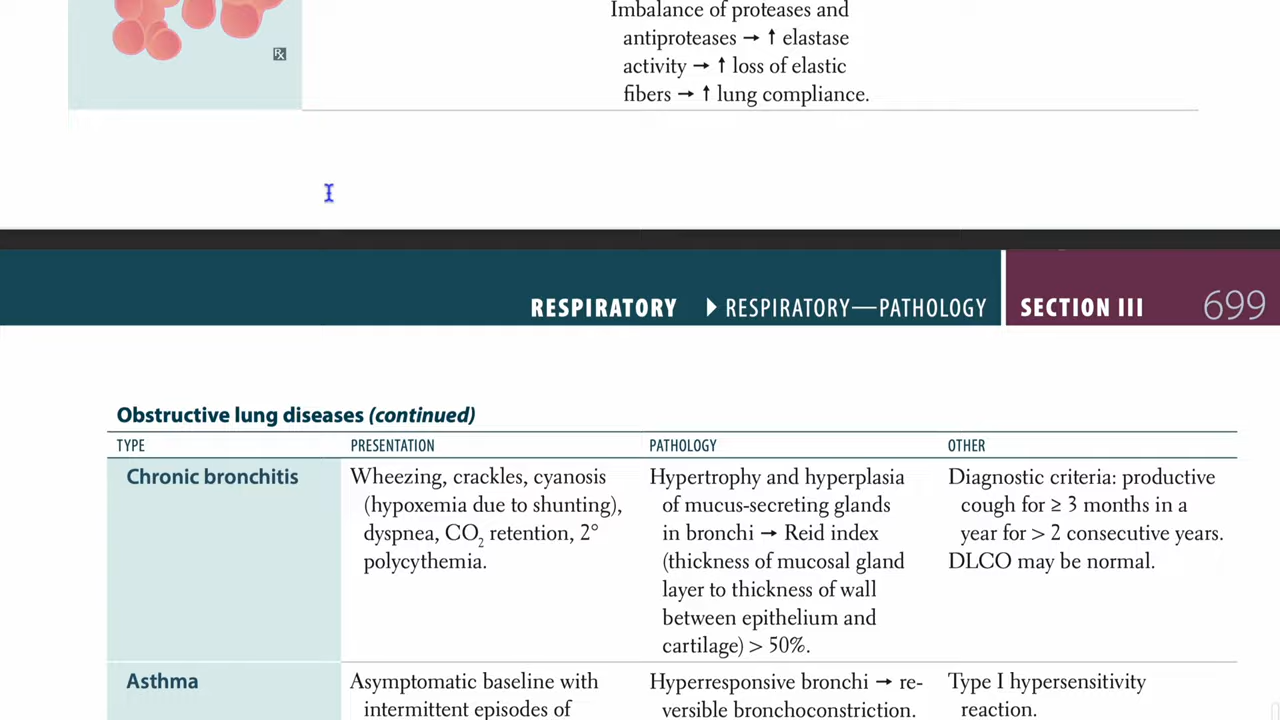 Imbalance of proteases and
antiproteases → ↑ elastase
activity → ↑ loss of elastic
fibers → ↑ lung compliance.
Rx
RESPIRATORY ▶ RESPIRATORY—PATHOLOGY SECTION III 699
Obstructive lung diseases (continued)
TYPE PRESENTATION PATHOLOGY OTHER
Chronic bronchitis
Wheezing, crackles, cyanosis
(hypoxemia due to shunting),
dyspnea, CO₂ retention, 2°
polycythemia.
Hypertrophy and hyperplasia
of mucus-secreting glands
in bronchi → Reid index
(thickness of mucosal gland
layer to thickness of wall
between epithelium and
cartilage) > 50%.
Diagnostic criteria: productive
cough for ≥ 3 months in a
year for > 2 consecutive years.
DLCO may be normal.
Asthma
Asymptomatic baseline with
intermittent episodes of
Hyperresponsive bronchi → re-
versible bronchoconstriction.
Type I hypersensitivity
reaction.